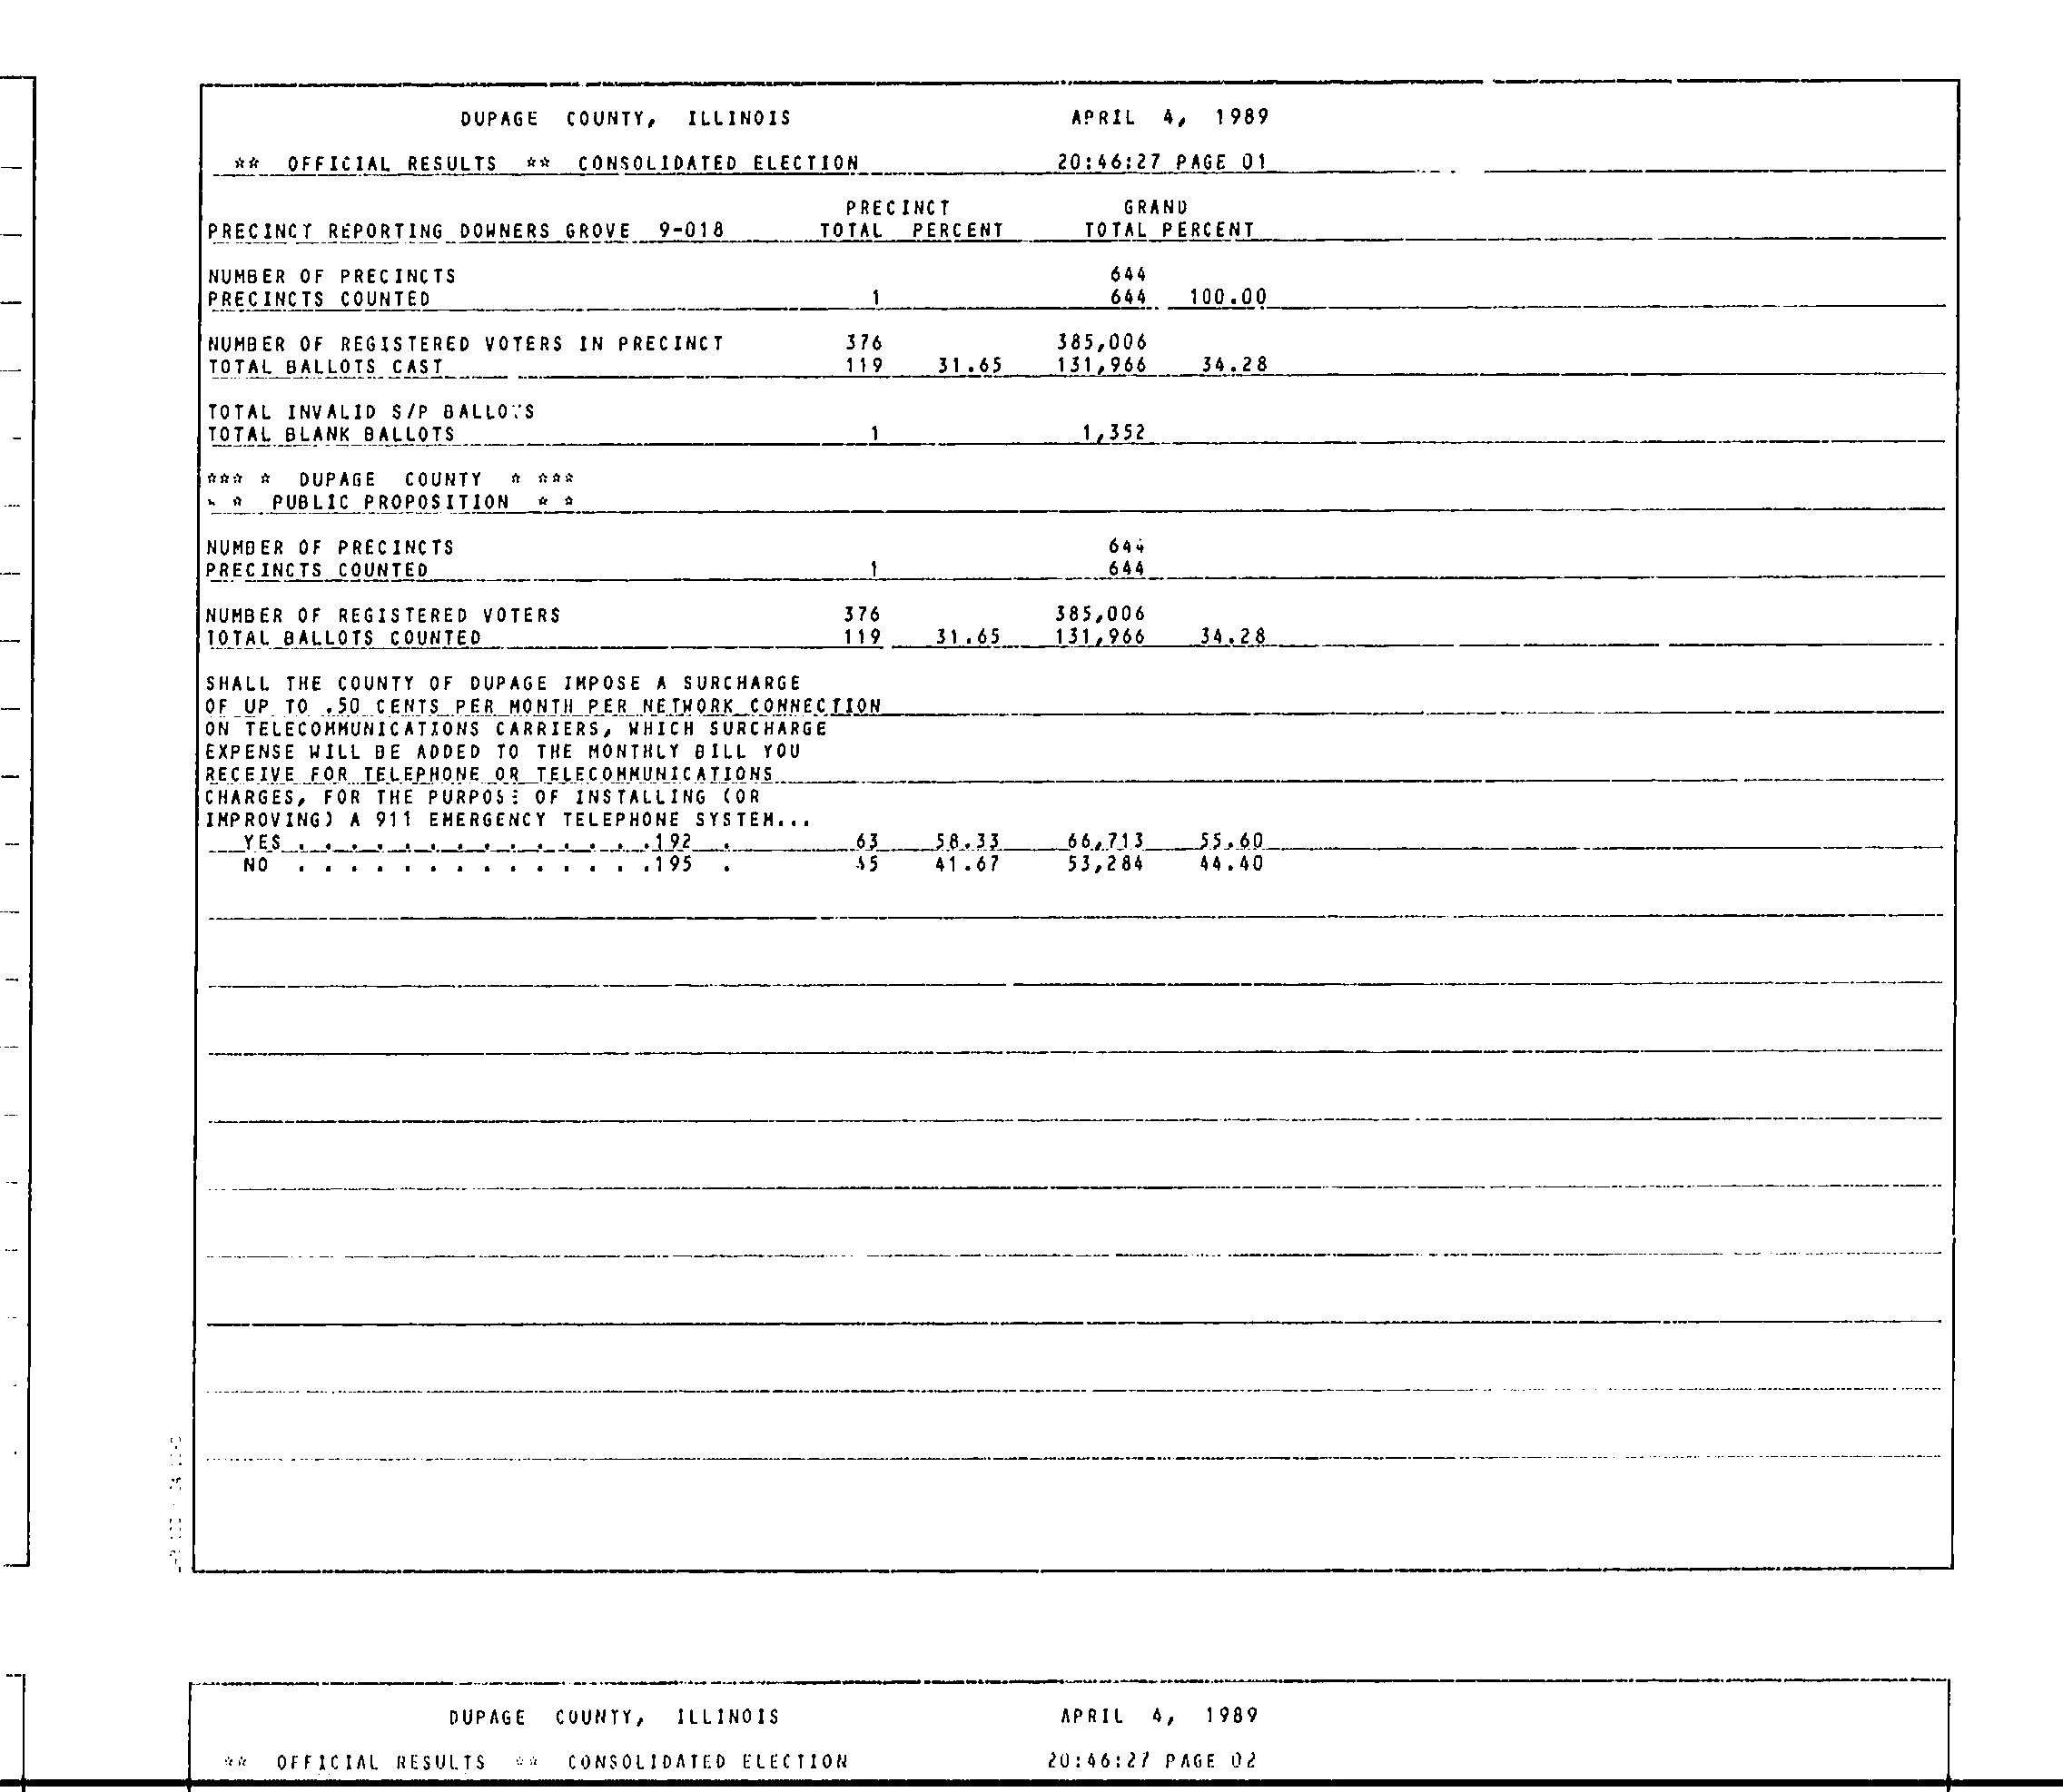 DUPAGE COUNTY, ILLINOIS APRIL 4, 1989
** OFFICIAL RESULTS ** CONSOLIDATED ELECTION 20:46:27 PAGE 01
PRECINCT GRAND
PRECINCT REPORTING DOWNERS GROVE 9-018 TOTAL PERCENT TOTAL PERCENT
NUMBER OF PRECINCTS 644
PRECINCTS COUNTED 1 644 100.00
NUMBER OF REGISTERED VOTERS IN PRECINCT 376 385,006
TOTAL BALLOTS CAST 119 31.65 131,966 34.28
TOTAL INVALID S/P BALLOTS
TOTAL BLANK BALLOTS 1 1,352
*** * DUPAGE COUNTY * ***
* * PUBLIC PROPOSITION * *
NUMBER OF PRECINCTS 644
PRECINCTS COUNTED 1 644
NUMBER OF REGISTERED VOTERS 376 385,006
TOTAL BALLOTS COUNTED 119 31.65 131,966 34.28
SHALL THE COUNTY OF DUPAGE IMPOSE A SURCHARGE
OF UP TO .50 CENTS PER MONTH PER NETWORK CONNECTION
ON TELECOMMUNICATIONS CARRIERS, WHICH SURCHARGE
EXPENSE WILL BE ADDED TO THE MONTHLY BILL YOU
RECEIVE FOR TELEPHONE OR TELECOMMUNICATIONS
CHARGES, FOR THE PURPOSE OF INSTALLING (OR
IMPROVING) A 911 EMERGENCY TELEPHONE SYSTEM...
YES . . . . . . . . . . . . . .192 . 63 58.33 66,713 55.60
NO . . . . . . . . . . . . . .195 . 45 41.67 53,284 44.40
DUPAGE COUNTY, ILLINOIS APRIL 4, 1989
** OFFICIAL RESULTS ** CONSOLIDATED ELECTION 20:46:27 PAGE 02